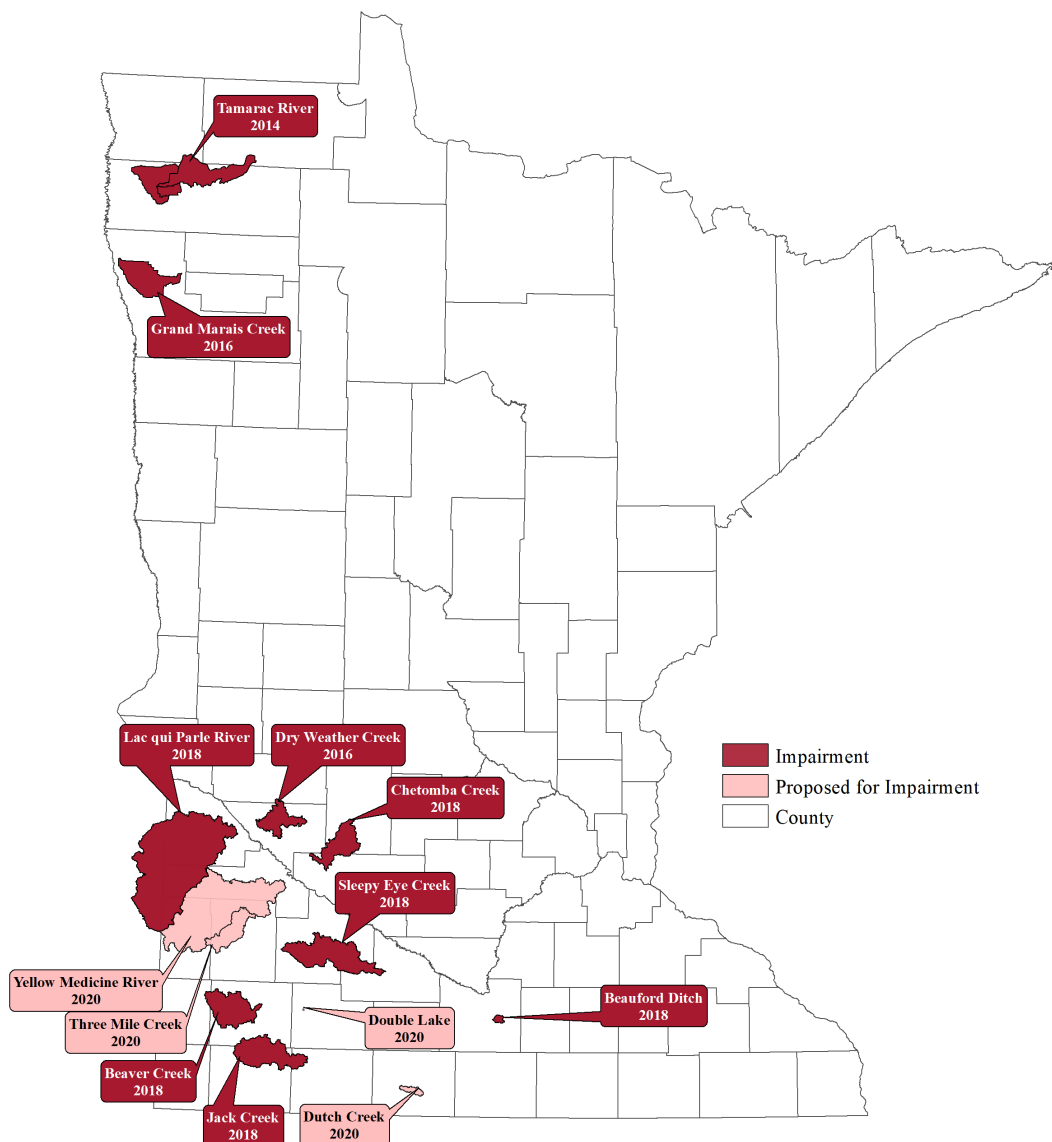 Tamarac River
2014
Grand Marais Creek
2016
Lac qui Parle River
2018
Dry Weather Creek
2016
Chetomba Creek
2018
Impairment
Proposed for Impairment
County
Sleepy Eye Creek
2018
Yellow Medicine River
2020
Three Mile Creek
2020
Double Lake
2020
Beauford Ditch
2018
Beaver Creek
2018
Jack Creek
2018
Dutch Creek
2020